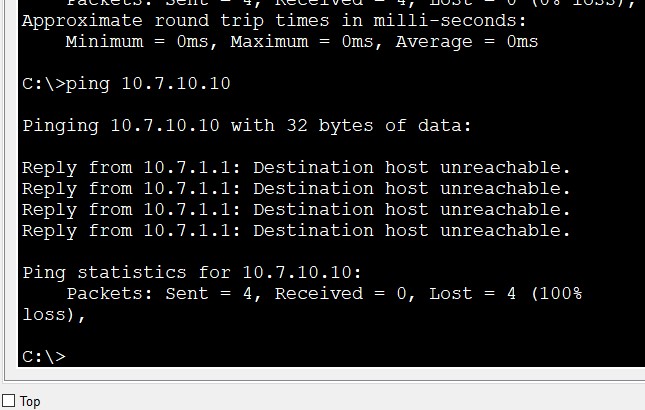 Packets: Sent = 4, Received = 4, Lost = 0 (0% loss),
Approximate round trip times in milli-seconds:
    Minimum = 0ms, Maximum = 0ms, Average = 0ms
C:\>ping 10.7.10.10
Pinging 10.7.10.10 with 32 bytes of data:
Reply from 10.7.1.1: Destination host unreachable.
Reply from 10.7.1.1: Destination host unreachable.
Reply from 10.7.1.1: Destination host unreachable.
Reply from 10.7.1.1: Destination host unreachable.
Ping statistics for 10.7.10.10:
    Packets: Sent = 4, Received = 0, Lost = 4 (100%
loss),
C:\>
Top